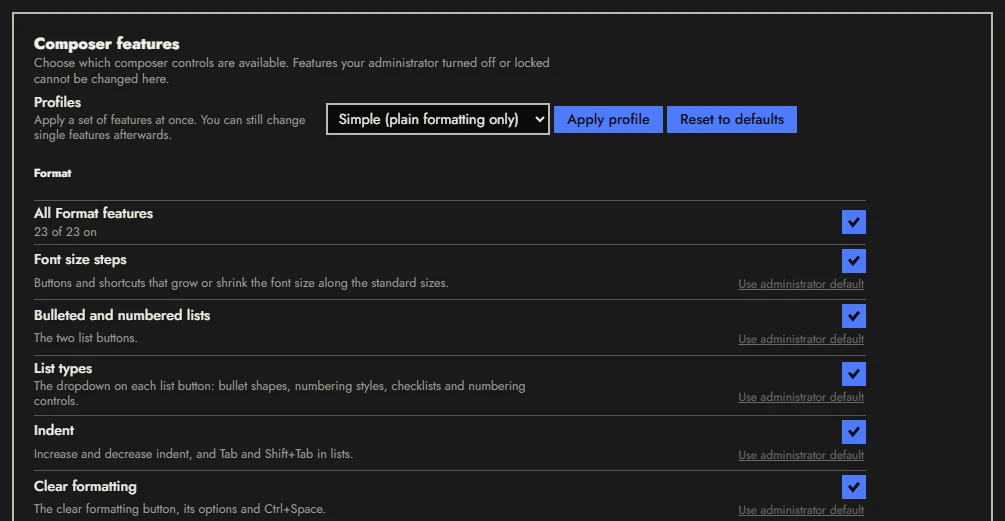 Composer features
Choose which composer controls are available. Features your administrator turned off or locked
cannot be changed here.
Profiles
Apply a set of features at once. You can still change
single features afterwards.
Simple (plain formatting only)
Apply profile
Reset to defaults
Format
All Format features
23 of 23 on
Font size steps
Buttons and shortcuts that grow or shrink the font size along the standard sizes.
Use administrator default
Bulleted and numbered lists
The two list buttons.
Use administrator default
List types
The dropdown on each list button: bullet shapes, numbering styles, checklists and numbering
controls.
Use administrator default
Indent
Increase and decrease indent, and Tab and Shift+Tab in lists.
Use administrator default
Clear formatting
The clear formatting button, its options and Ctrl+Space.
Use administrator default